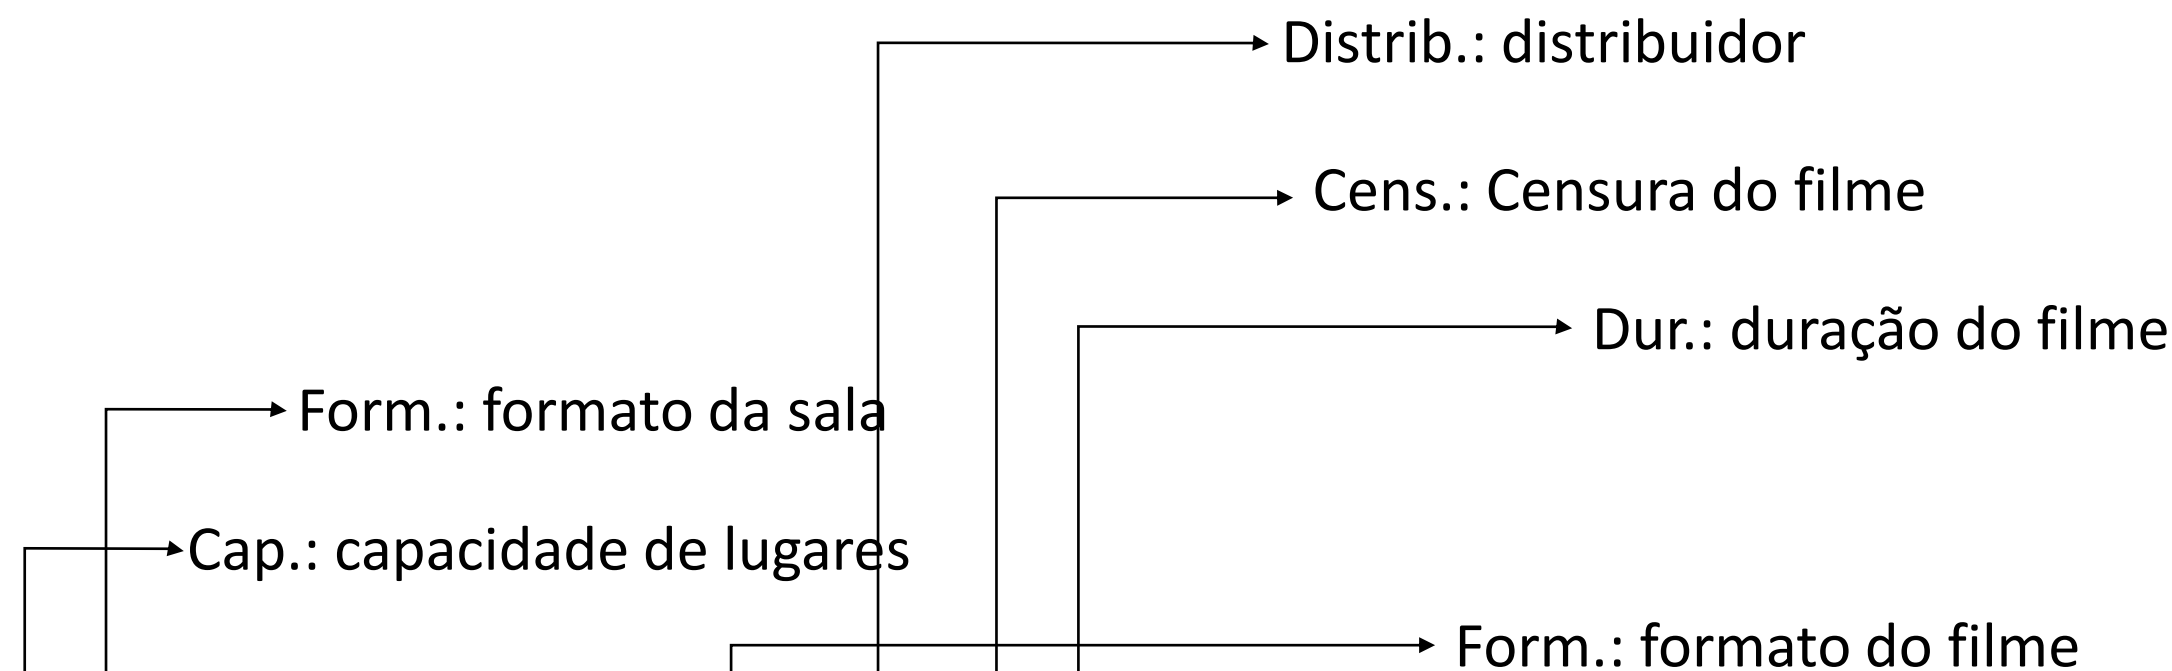 Distrib.: distribuidor
Cens.: Censura do filme
Dur.: duração do filme
Form.: formato da sala
Cap.: capacidade de lugares
Form.: formato do filme